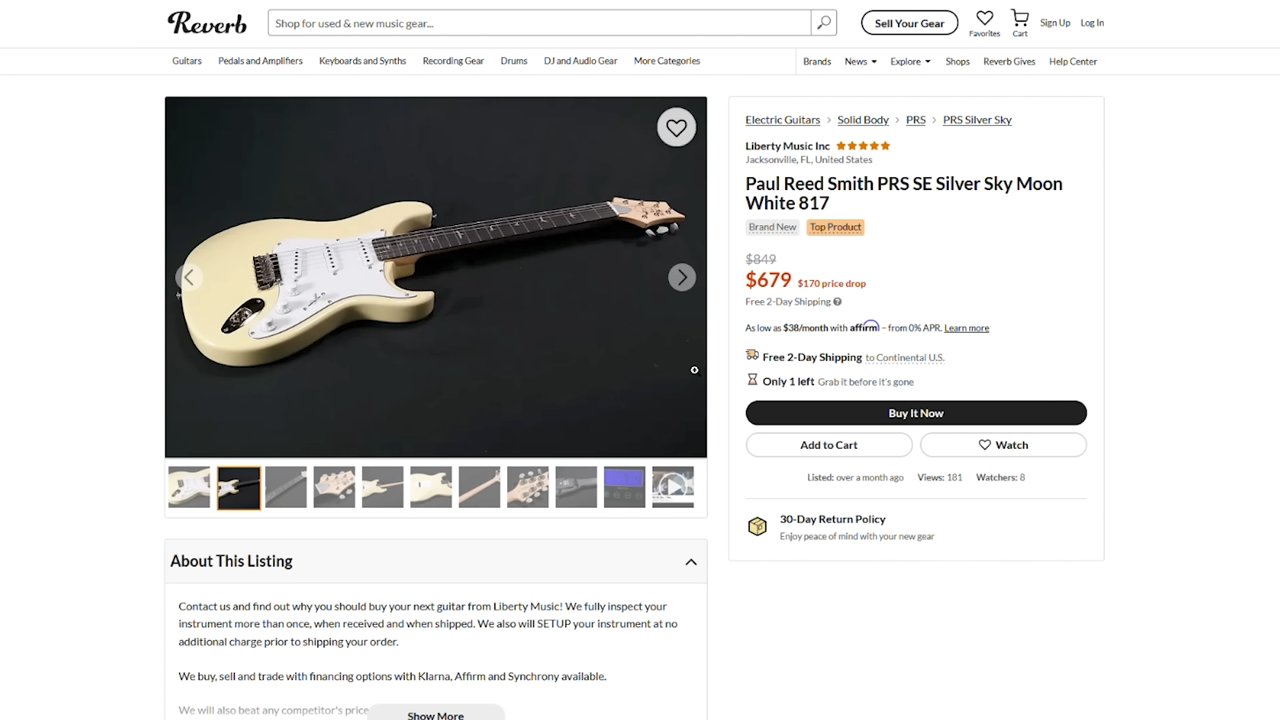 Reverb
Shop for used & new music gear...
Sell Your Gear
Favorites
Cart
Sign Up
Log In
Guitars
Pedals and Amplifiers
Keyboards and Synths
Recording Gear
Drums
DJ and Audio Gear
More Categories
Brands
News
Explore
Shops
Reverb Gives
Help Center
Electric Guitars
Solid Body
PRS
PRS Silver Sky
Liberty Music Inc
Jacksonville, FL, United States
Paul Reed Smith PRS SE Silver Sky Moon
White 817
Brand New
Top Product
$849
$679 $170 price drop
Free 2-Day Shipping
As low as $38/month with affirm – from 0% APR. Learn more
Free 2-Day Shipping to Continental U.S.
Only 1 left Grab it before it's gone
Buy It Now
Add to Cart
Watch
Listed: over a month ago
Views: 181
Watchers: 8
30-Day Return Policy
Enjoy peace of mind with your new gear
About This Listing
Contact us and find out why you should buy your next guitar from Liberty Music! We fully inspect your
instrument more than once, when received and when shipped. We also will SETUP your instrument at no
additional charge prior to shipping your order.
We buy, sell and trade with financing options with Klarna, Affirm and Synchrony available.
We will also beat any competitor's price
Show More